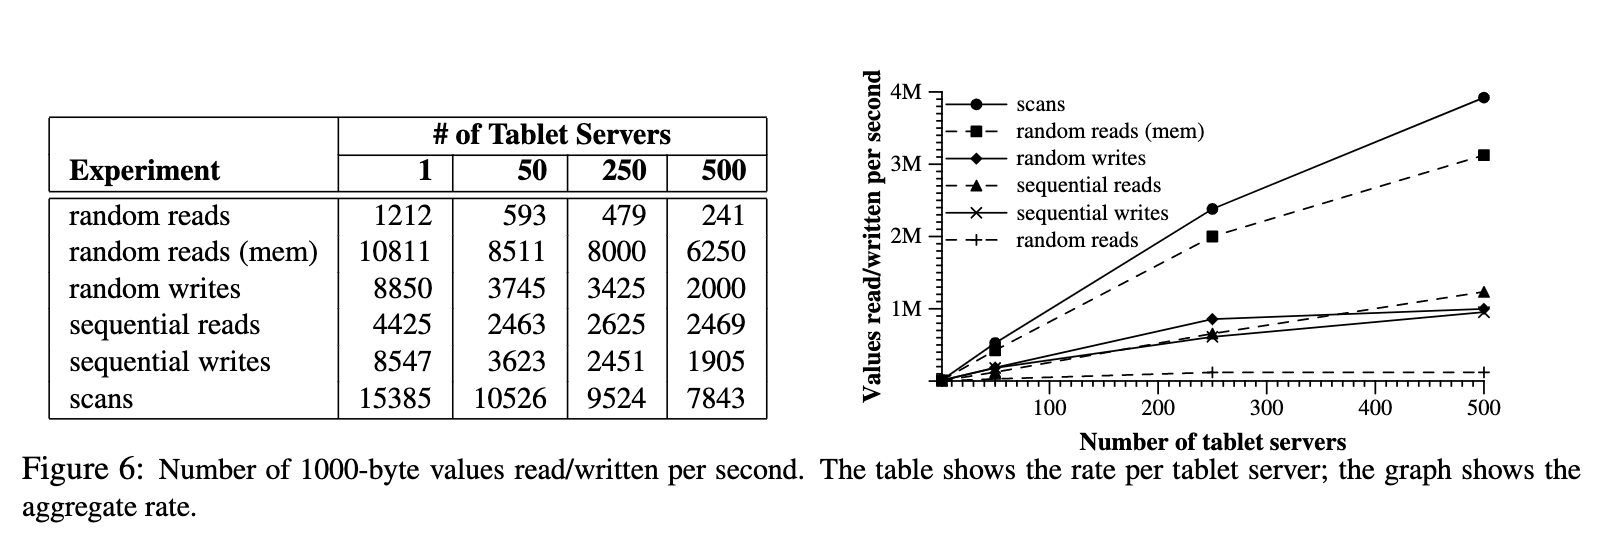 # of Tablet Servers
Experiment 1 50 250 500
random reads 1212 593 479 241
random reads (mem) 10811 8511 8000 6250
random writes 8850 3745 3425 2000
sequential reads 4425 2463 2625 2469
sequential writes 8547 3623 2451 1905
scans 15385 10526 9524 7843
Values read/written per second
4M
3M
2M
1M
scans
random reads (mem)
random writes
sequential reads
sequential writes
random reads
100 200 300 400 500
Number of tablet servers
Figure 6: Number of 1000-byte values read/written per second. The table shows the rate per tablet server; the graph shows the
aggregate rate.